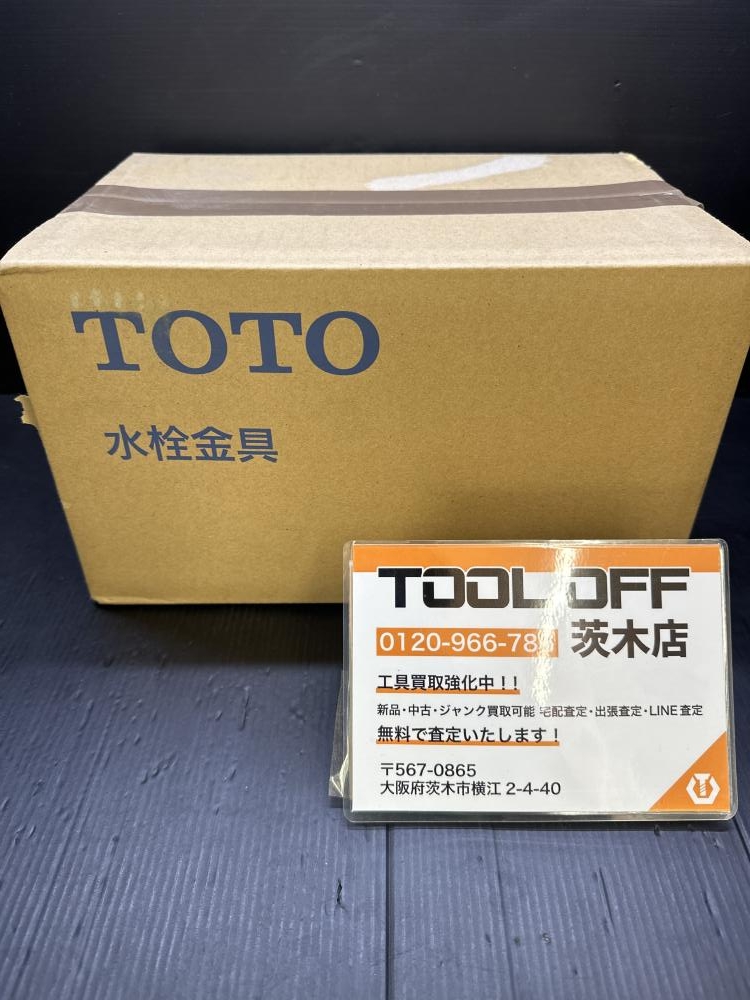 TOTO
水栓金具
TOOL OFF
0120-966-78
茨木店
工具買取強化中！！
新品・中古・ジャンク買取可能 宅配査定・出張査定・LINE査定
無料で査定いたします！
〒567-0865
大阪府茨木市横江 2-4-40